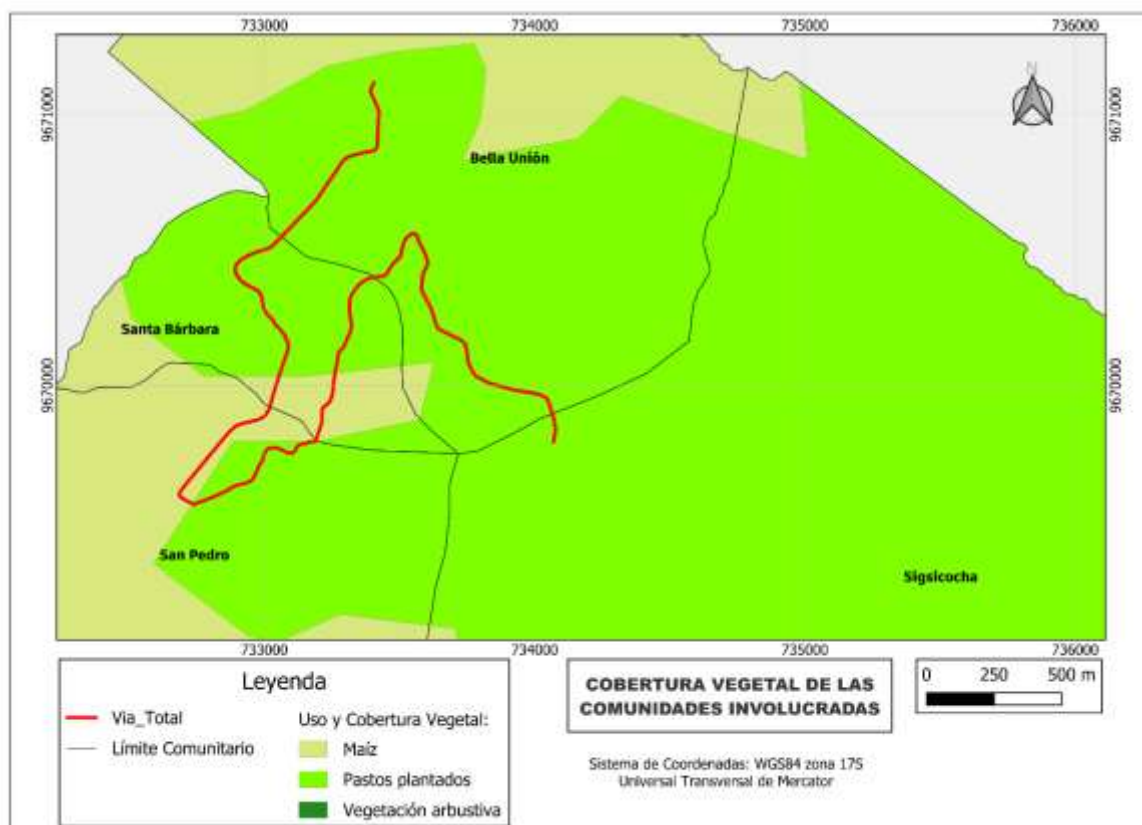 733000
734000
735000
736000
N
9671000
9671000
Bella Unión
Santa Bárbara
9670000
9670000
San Pedro
Sigsicocha
733000
734000
735000
736000
Leyenda
Via_Total
Límite Comunitario
Uso y Cobertura Vegetal:
Maíz
Pastos plantados
Vegetación arbustiva
COBERTURA VEGETAL DE LAS
COMUNIDADES INVOLUCRADAS
Sistema de Coordenadas: WGS84 zona 17S
Universal Transversal de Mercator
0 250 500 m